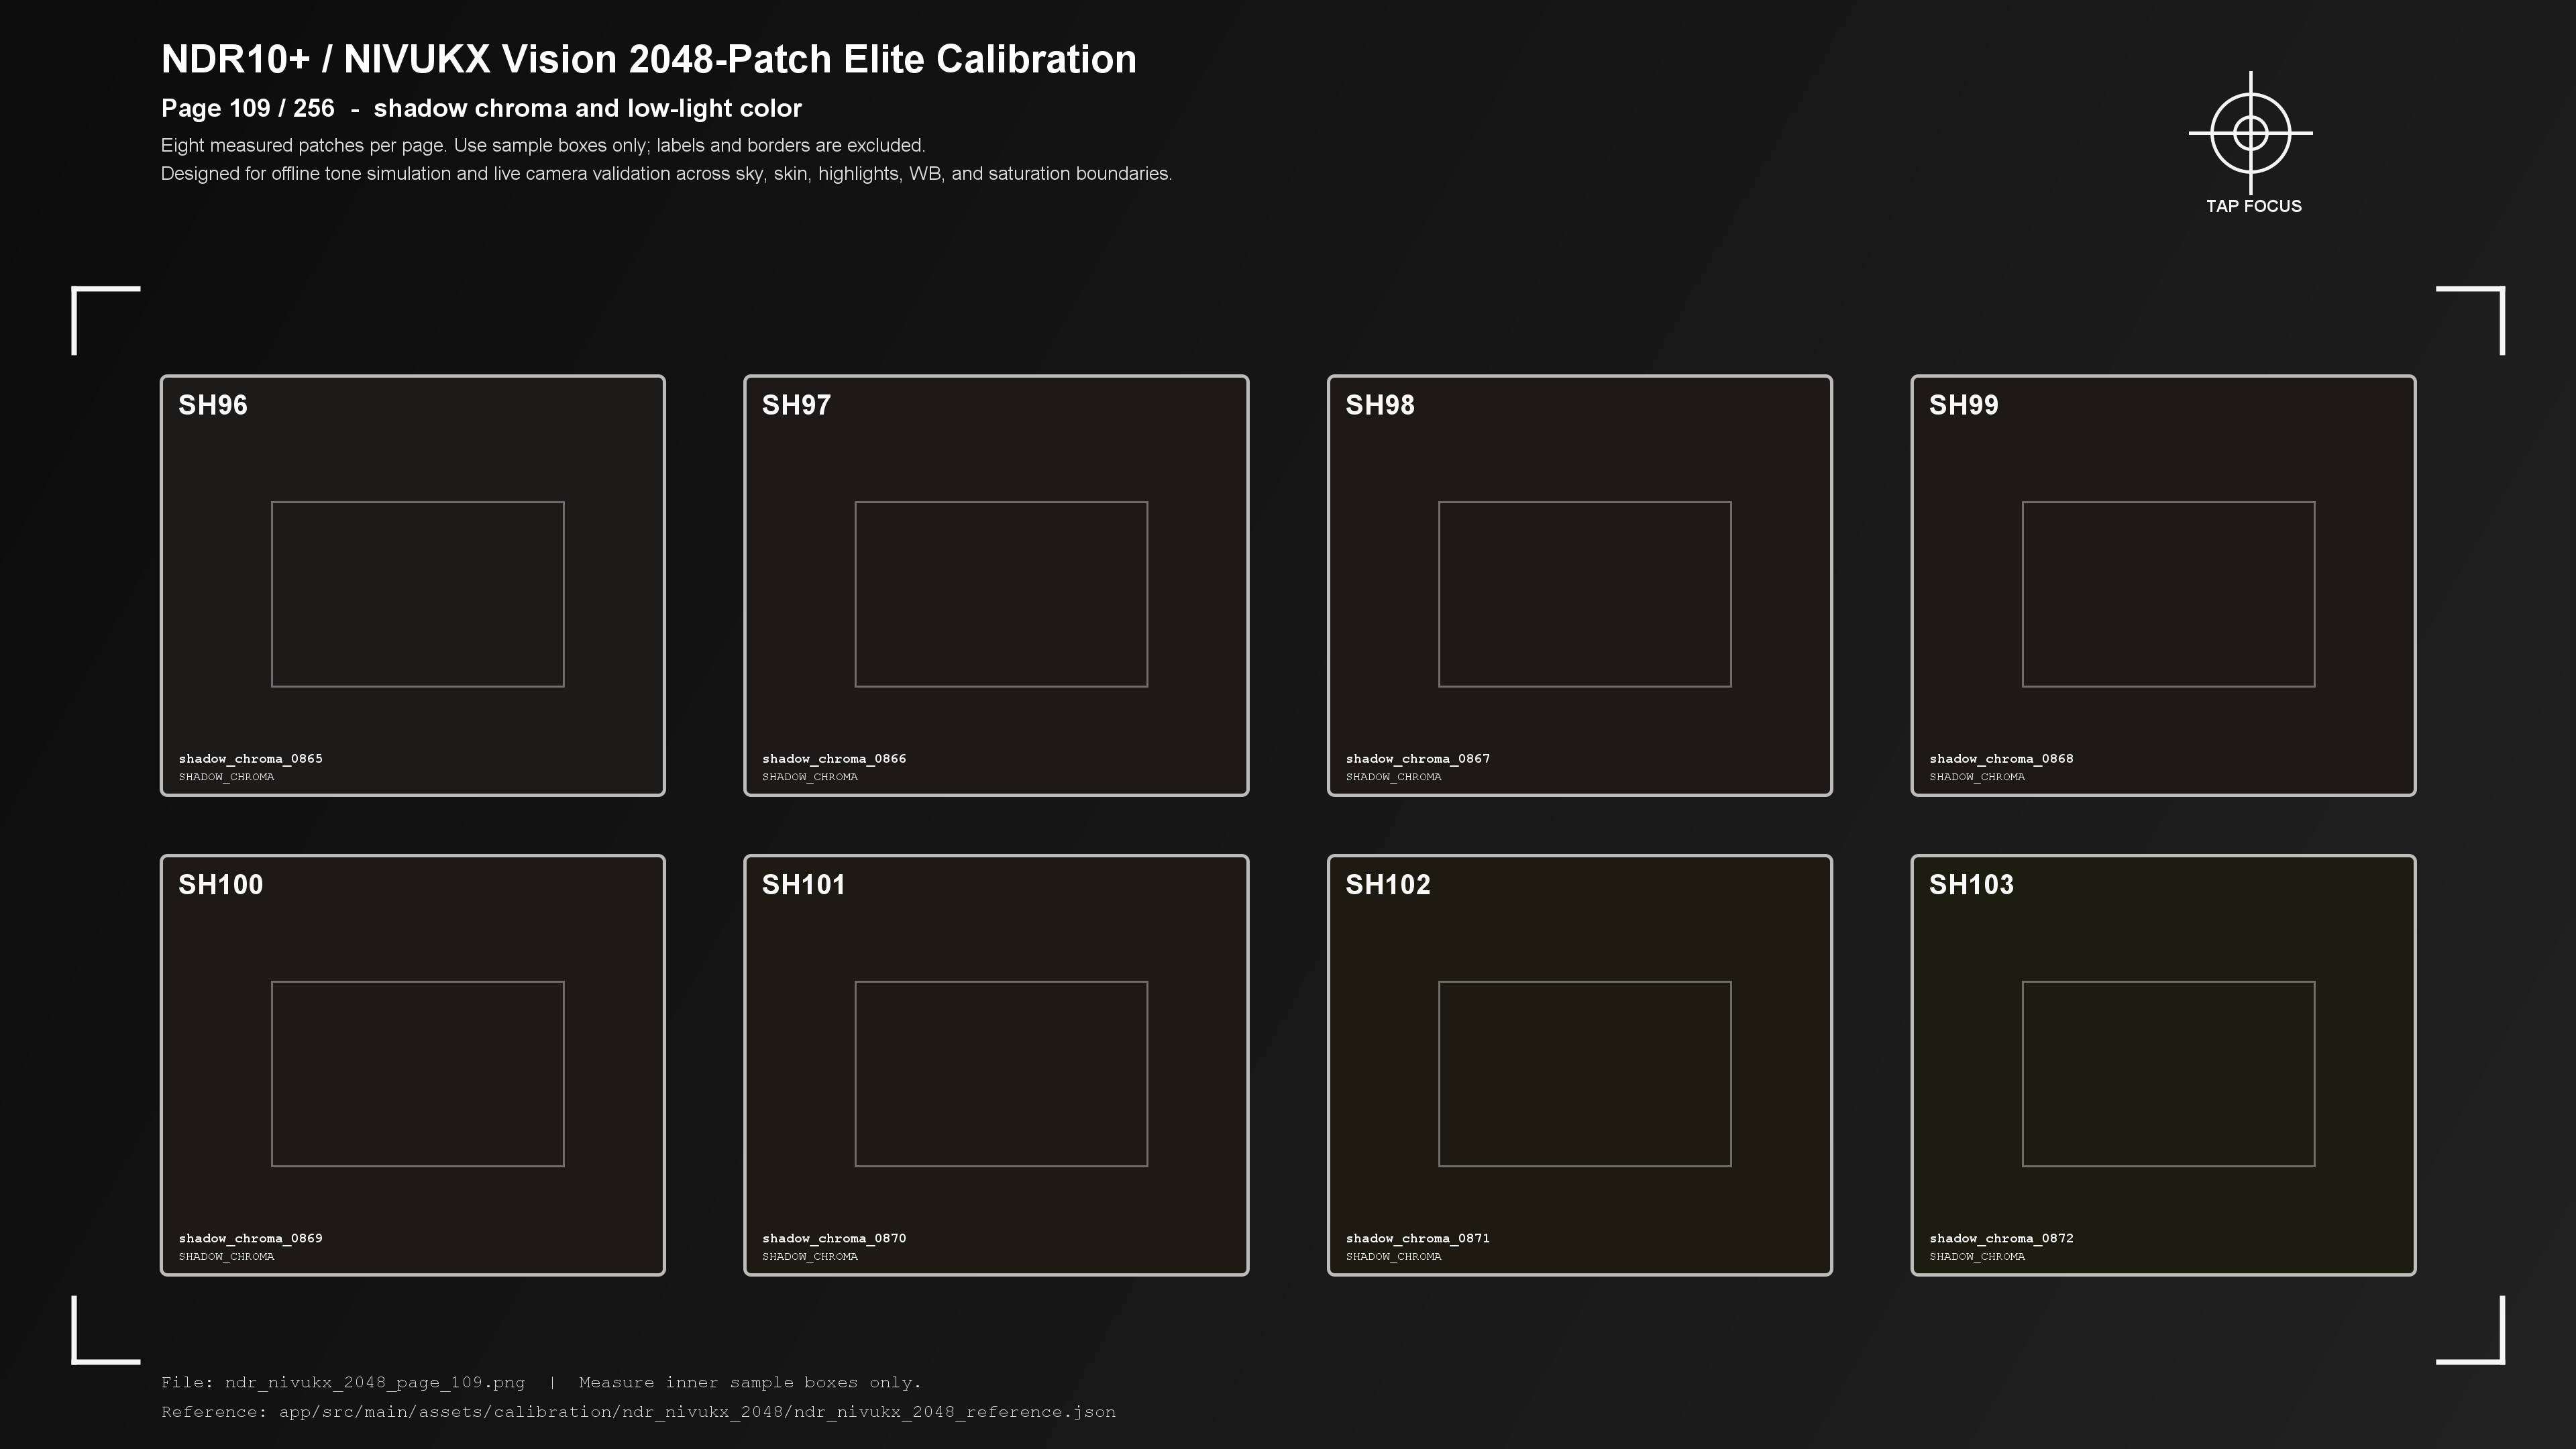 NDR10+ / NIVUKX Vision 2048-Patch Elite Calibration
Page 109 / 256 - shadow chroma and low-light color
Eight measured patches per page. Use sample boxes only; labels and borders are excluded.
Designed for offline tone simulation and live camera validation across sky, skin, highlights, WB, and saturation boundaries.
TAP FOCUS
SH96
shadow_chroma_0865
SHADOW_CHROMA
SH97
shadow_chroma_0866
SHADOW_CHROMA
SH98
shadow_chroma_0867
SHADOW_CHROMA
SH99
shadow_chroma_0868
SHADOW_CHROMA
SH100
shadow_chroma_0869
SHADOW_CHROMA
SH101
shadow_chroma_0870
SHADOW_CHROMA
SH102
shadow_chroma_0871
SHADOW_CHROMA
SH103
shadow_chroma_0872
SHADOW_CHROMA
File: ndr_nivukx_2048_page_109.png | Measure inner sample boxes only.
Reference: app/src/main/assets/calibration/ndr_nivukx_2048/ndr_nivukx_2048_reference.json